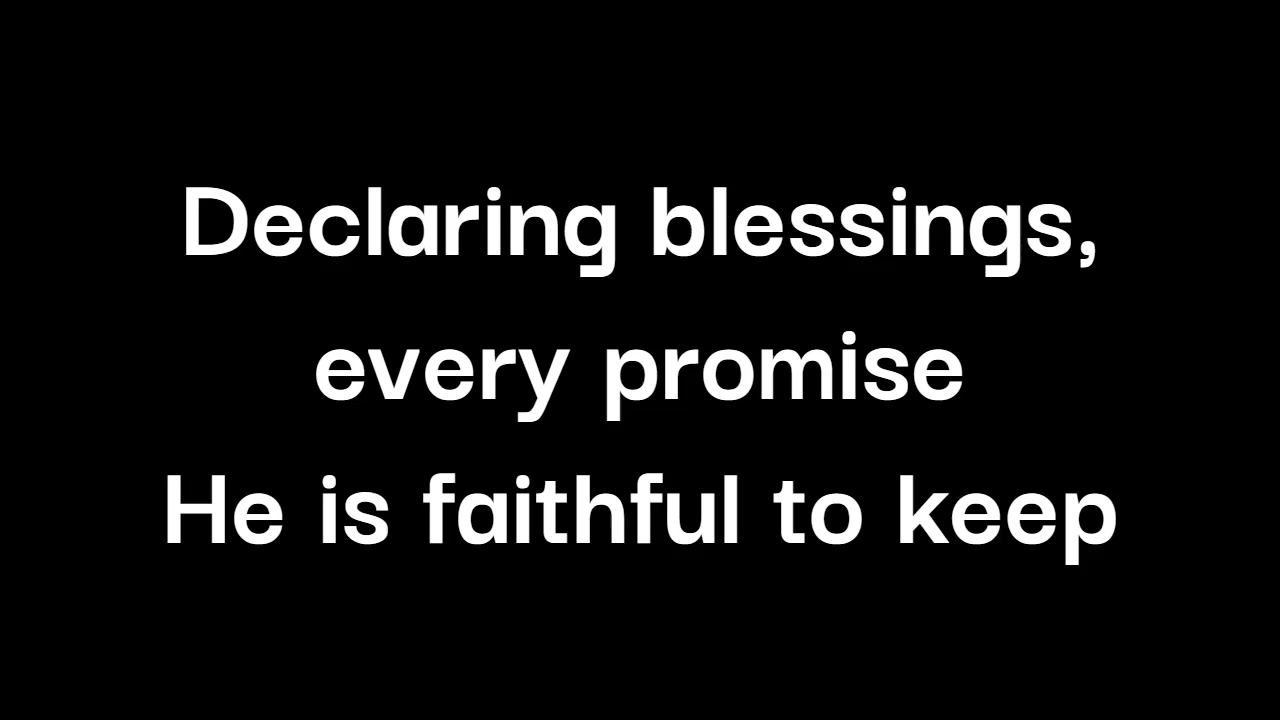 Declaring blessings,
every promise
He is faithful to keep